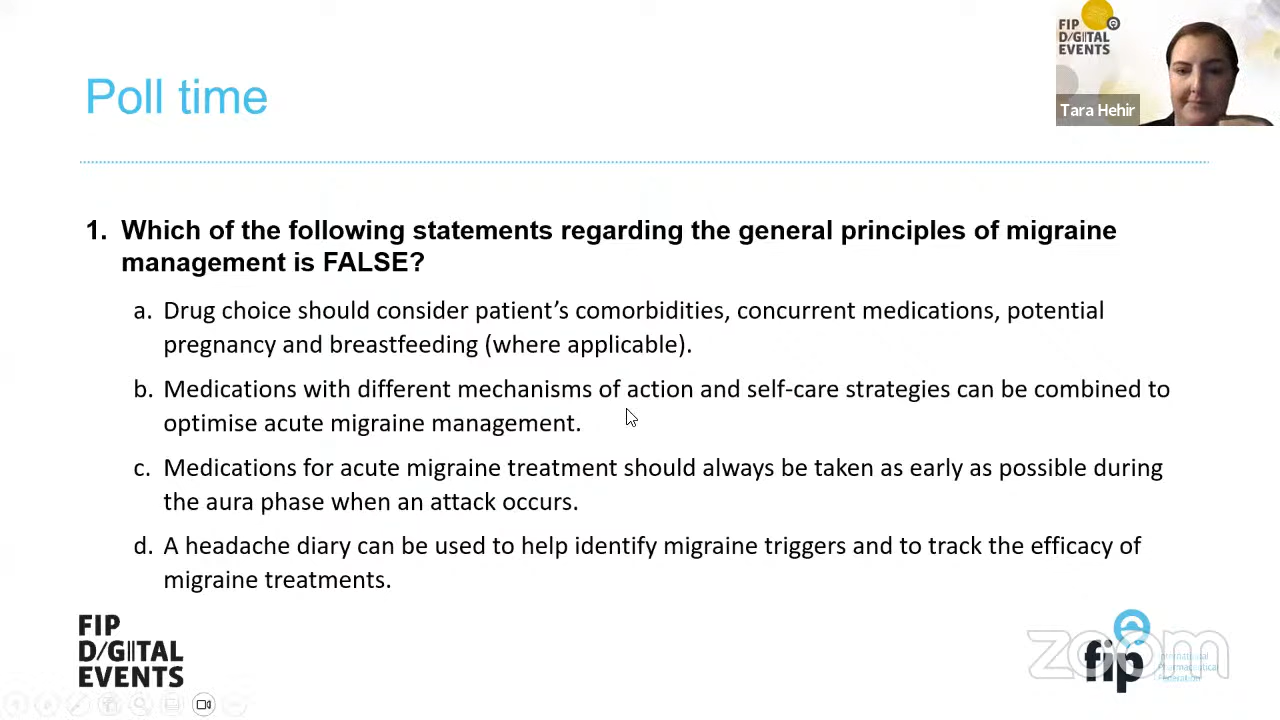 FIP
D/G||TAL
EVENTS
Tara Hehir
Poll time
1. Which of the following statements regarding the general principles of migraine
management is FALSE?
a. Drug choice should consider patient's comorbidities, concurrent medications, potential
pregnancy and breastfeeding (where applicable).
b. Medications with different mechanisms of action and self-care strategies can be combined to
optimise acute migraine management.
c. Medications for acute migraine treatment should always be taken as early as possible during
the aura phase when an attack occurs.
d. A headache diary can be used to help identify migraine triggers and to track the efficacy of
migraine treatments.
FIP
D/G||TAL
EVENTS
zoom
fip
International
Pharmaceutical
Federation